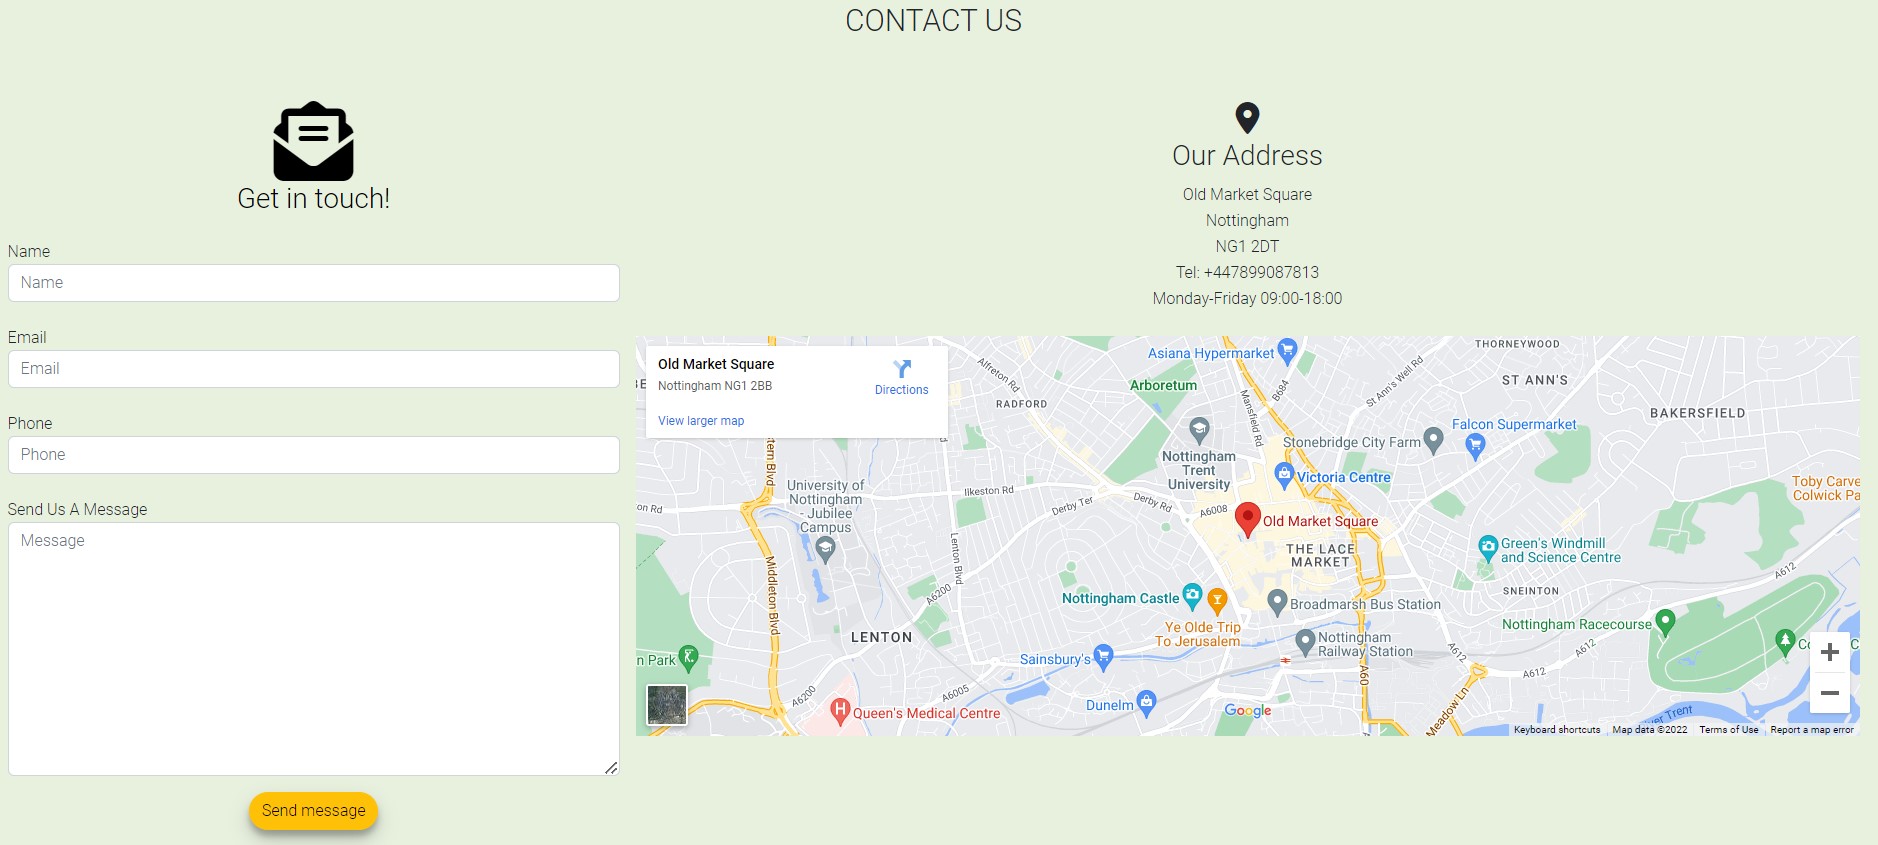 CONTACT US
Get in touch!
Name
Name
Email
Email
Phone
Phone
Send Us A Message
Message
Send message
Our Address
Old Market Square
Nottingham
NG1 2DT
Tel: +447899087813
Monday-Friday 09:00-18:00
Old Market Square
Nottingham NG1 2BB
Directions
View larger map
Asiana Hypermarket
THORNEYWOOD
Alfreton Rd
Arboretum
B684
St Ann's Well Rd
ST ANN'S
RADFORD
Mansfield Rd
BAKERSFIELD
Falcon Supermarket
Stonebridge City Farm
Nottingham
Trent
University
Victoria Centre
University of
Nottingham
- Jubilee
Campus
Ilkeston Rd
Derby Ter
Derby Rd
A6008
Toby Carve
Colwick Pa
on Rd
tern Blvd
Old Market Square
THE LACE
MARKET
Green's Windmill
and Science Centre
Lenton Blvd
Middleton Blvd
A612
A6200
SNEINTON
Nottingham Castle
Broadmarsh Bus Station
Ye Olde Trip
To Jerusalem
Nottingham Racecourse
LENTON
Nottingham
Railway Station
A612
A612
A612
Co
C
n Park
Sainsbury's
A6200
A6005
A60
Meadow Ln
Queen's Medical Centre
Dunelm
Google
ver Trent
Keyboard shortcuts
Map data ©2022
Terms of Use
Report a map error